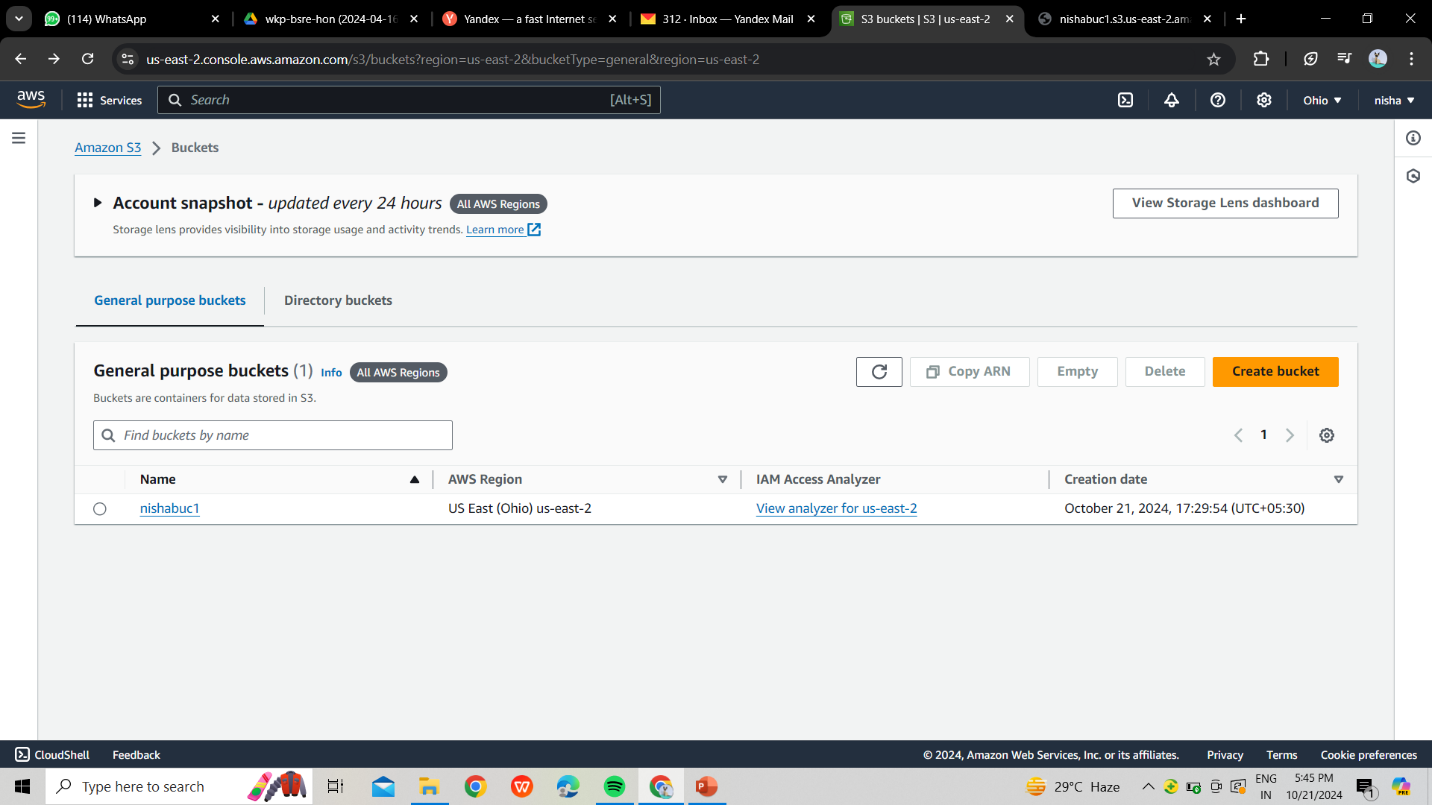 (114) WhatsApp
wkp-bsre-hon (2024-04-16
Yandex — a fast Internet se
312 · Inbox — Yandex Mail
S3 buckets | S3 | us-east-2
nishabuc1.s3.us-east-2.am
us-east-2.console.aws.amazon.com/s3/buckets?region=us-east-2&bucketType=general&region=us-east-2
aws
Services
Search
[Alt+S]
Ohio
nisha
Amazon S3
Buckets
Account snapshot - updated every 24 hours
All AWS Regions
View Storage Lens dashboard
Storage lens provides visibility into storage usage and activity trends. Learn more
General purpose buckets
Directory buckets
General purpose buckets (1)
Info
All AWS Regions
Copy ARN
Empty
Delete
Create bucket
Buckets are containers for data stored in S3.
Find buckets by name
1
Name
AWS Region
IAM Access Analyzer
Creation date
nishabuc1
US East (Ohio) us-east-2
View analyzer for us-east-2
October 21, 2024, 17:29:54 (UTC+05:30)
CloudShell
Feedback
© 2024, Amazon Web Services, Inc. or its affiliates.
Privacy
Terms
Cookie preferences
Type here to search
29°C Haze
ENG
IN
5:45 PM
10/21/2024
1
PRE